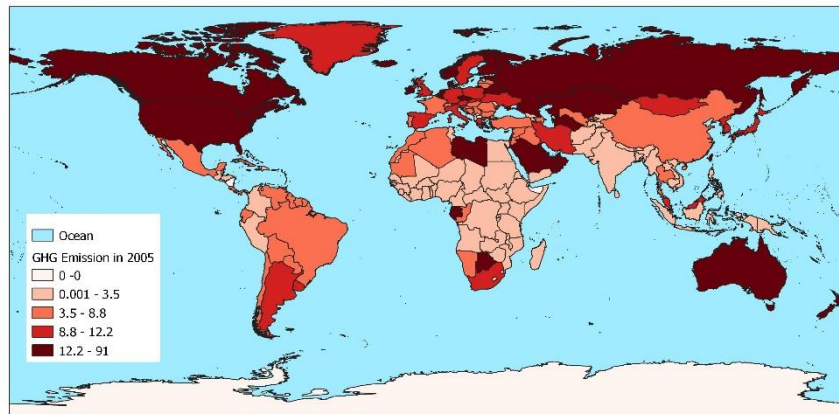 Ocean
GHG Emission in 2005
0 -0
0.001 - 3.5
3.5 - 8.8
8.8 - 12.2
12.2 - 91